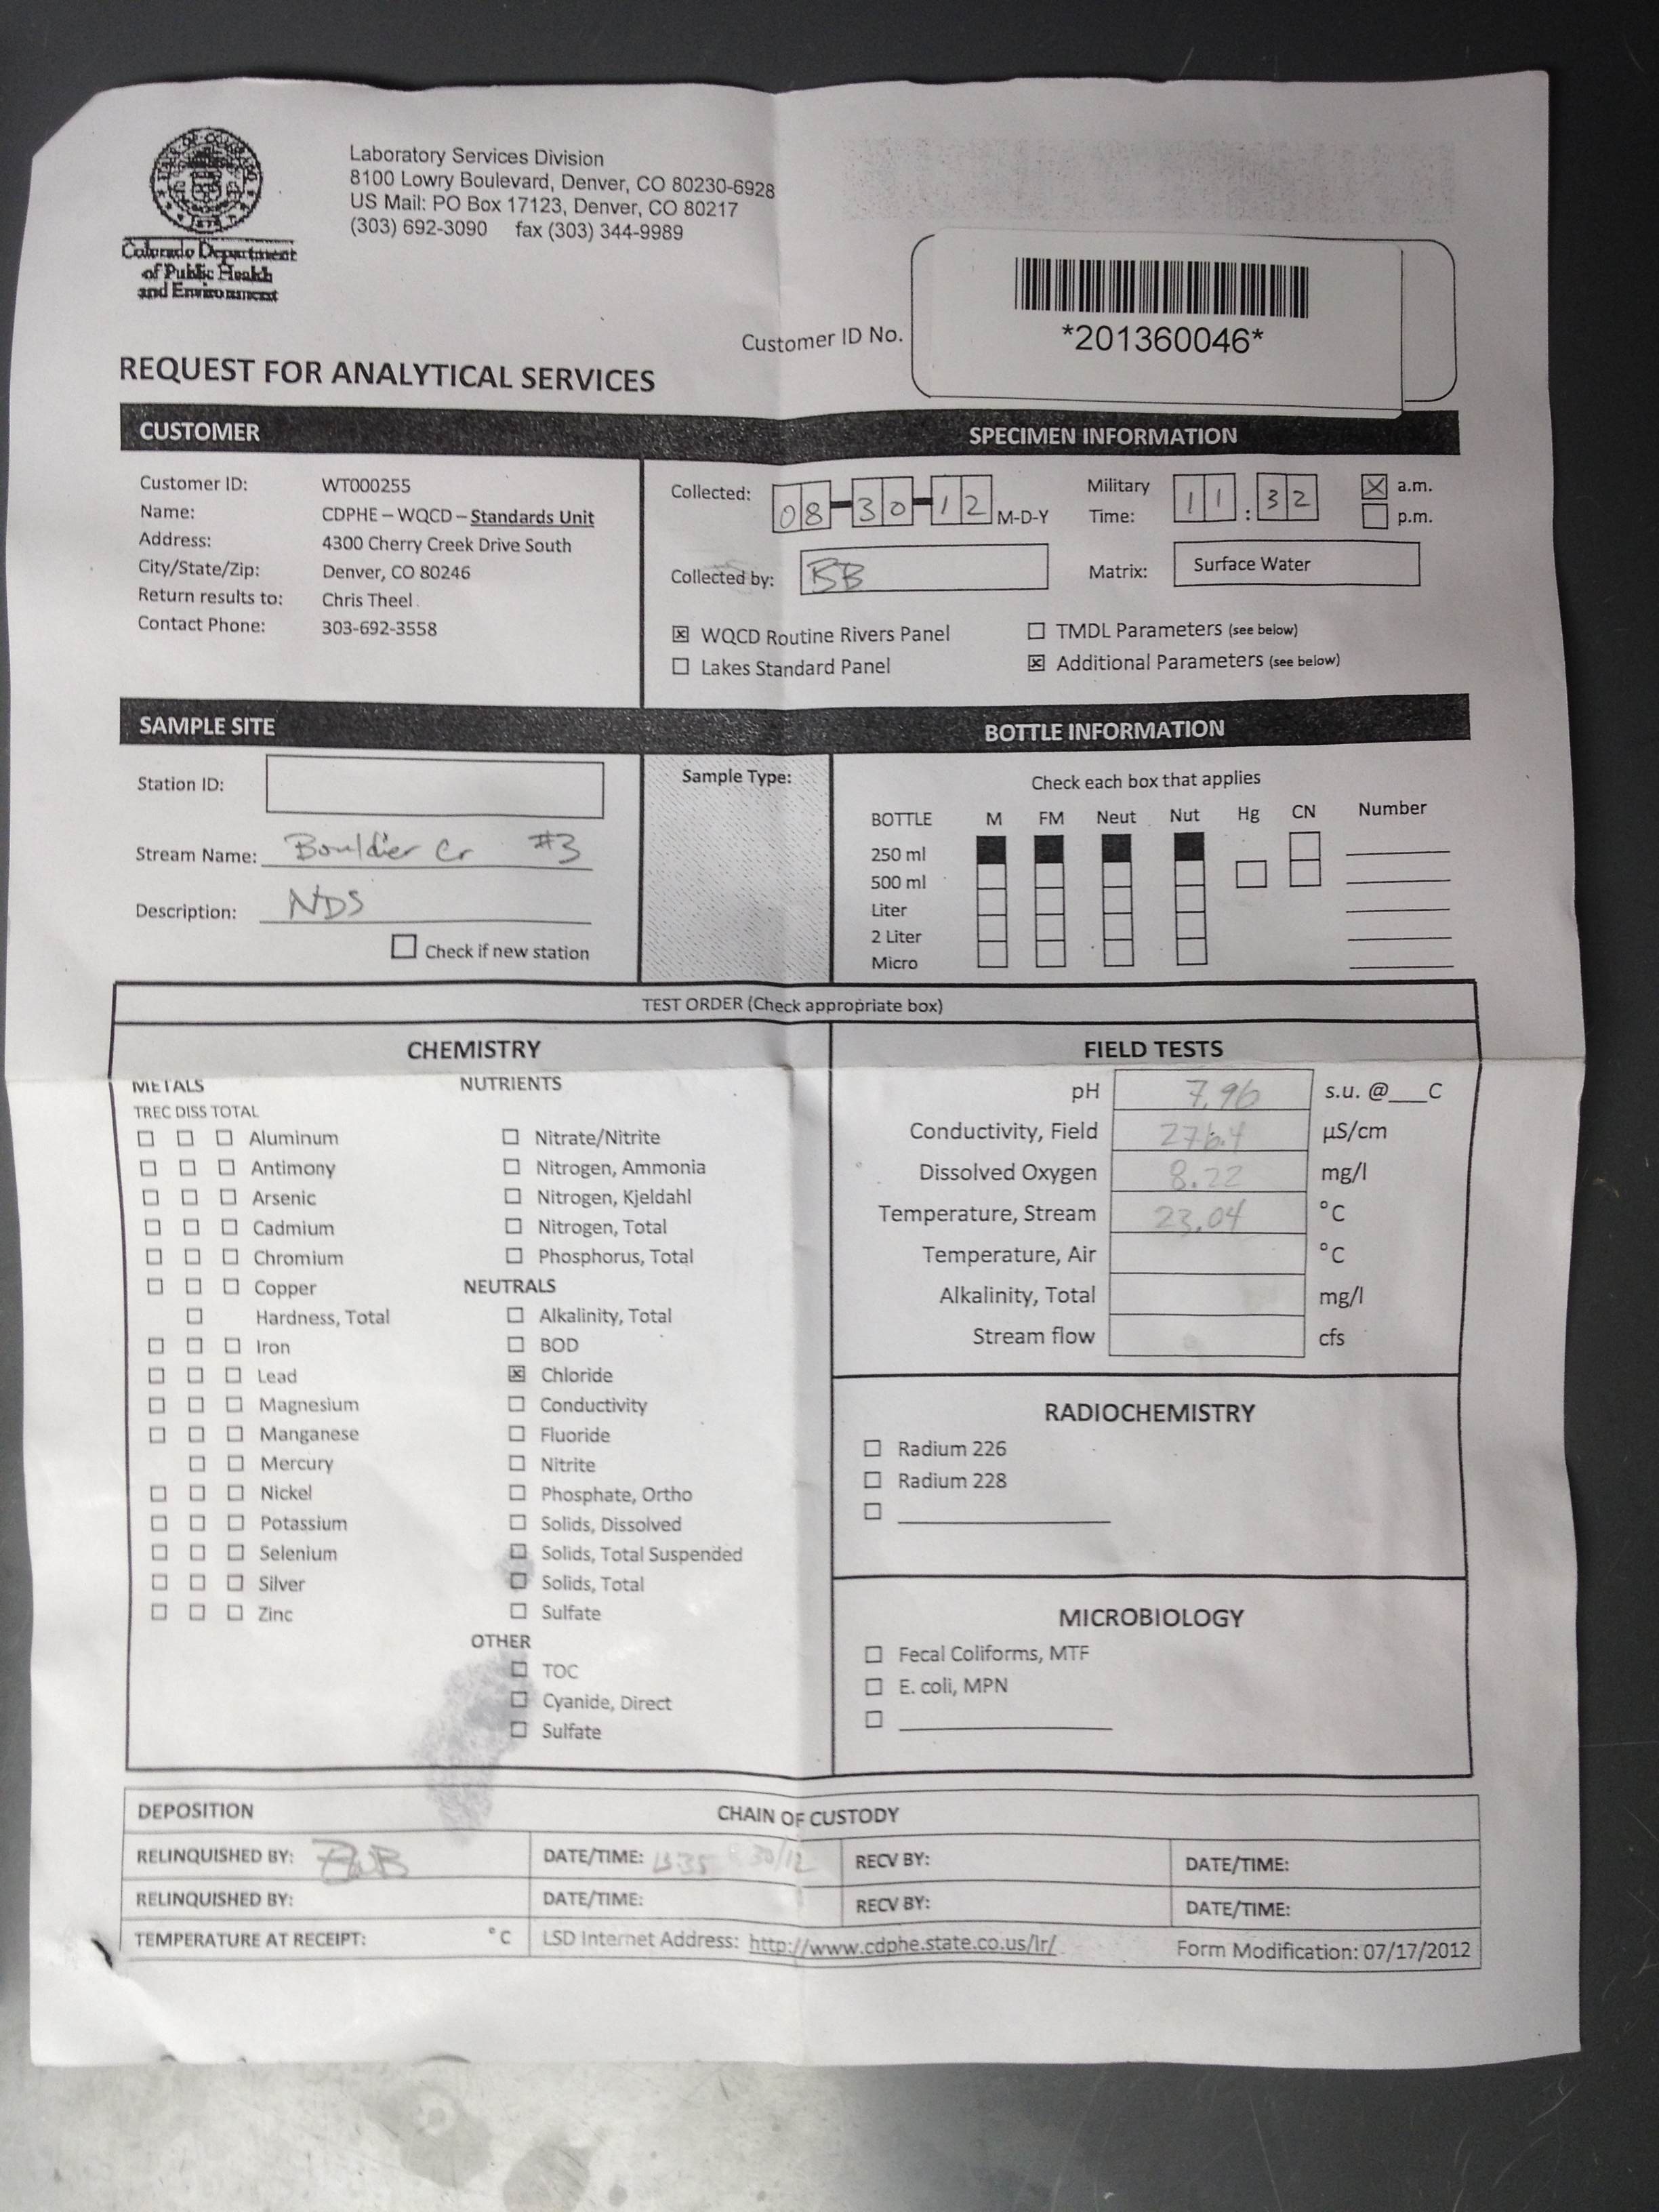 Laboratory Services Division
8100 Lowry Boulevard, Denver, CO 80230-6928
US Mail: PO Box 17123, Denver, CO 80217
(303) 692-3090 fax (303) 344-9989
Colorado Department
of Public Health
and Environment
Customer ID No.
*201360046*
REQUEST FOR ANALYTICAL SERVICES
CUSTOMER
Customer ID: WT000255
Name: CDPHE – WQCD – Standards Unit
Address: 4300 Cherry Creek Drive South
City/State/Zip: Denver, CO 80246
Return results to: Chris Theel
Contact Phone: 303-692-3558
SPECIMEN INFORMATION
Collected: 08-30-12 M-D-Y
Military Time: 11:32 a.m.
p.m.
Collected by: BB
Matrix: Surface Water
WQCD Routine Rivers Panel
TMDL Parameters (see below)
Lakes Standard Panel
Additional Parameters (see below)
SAMPLE SITE
Station ID:
Stream Name: Bouldier Cr #3
Description: NDS
Check if new station
Sample Type:
BOTTLE INFORMATION
Check each box that applies
BOTTLE M FM Neut Nut Hg CN Number
250 ml
500 ml
Liter
2 Liter
Micro
TEST ORDER (Check appropriate box)
CHEMISTRY
METALS
TREC DISS TOTAL
Aluminum
Antimony
Arsenic
Cadmium
Chromium
Copper
Hardness, Total
Iron
Lead
Magnesium
Manganese
Mercury
Nickel
Potassium
Selenium
Silver
Zinc
NUTRIENTS
Nitrate/Nitrite
Nitrogen, Ammonia
Nitrogen, Kjeldahl
Nitrogen, Total
Phosphorus, Total
NEUTRALS
Alkalinity, Total
BOD
Chloride
Conductivity
Fluoride
Nitrite
Phosphate, Ortho
Solids, Dissolved
Solids, Total Suspended
Solids, Total
Sulfate
OTHER
TOC
Cyanide, Direct
Sulfate
FIELD TESTS
pH 7.96 s.u. @___C
Conductivity, Field 276.4 µS/cm
Dissolved Oxygen 8.22 mg/l
Temperature, Stream 23.04 °C
Temperature, Air °C
Alkalinity, Total mg/l
Stream flow cfs
RADIOCHEMISTRY
Radium 226
Radium 228
MICROBIOLOGY
Fecal Coliforms, MTF
E. coli, MPN
DEPOSITION CHAIN OF CUSTODY
RELINQUISHED BY: DATE/TIME: 30/12 RECV BY: DATE/TIME:
RELINQUISHED BY: DATE/TIME: RECV BY: DATE/TIME:
TEMPERATURE AT RECEIPT: °C LSD Internet Address: http://www.cdphe.state.co.us/lr/ Form Modification: 07/17/2012